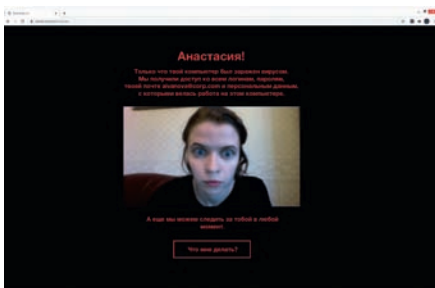 Анастасия!
Только что твой компьютер был заражен вирусом.
Мы получили доступ ко всем логинам, паролям,
твоей почте
и персональным данным,
с которыми велась работа на этом компьютере.
А еще мы можем следить за тобой в любой
момент!
Что мне делать?